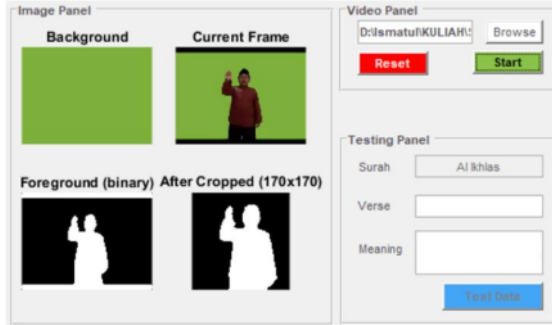 Image Panel
Background
Current Frame
Foreground (binary)
After Cropped (170x170)
Video Panel
D:\Ismatul\KULIAH\
Browse
Reset
Start
Testing Panel
Surah
Al Ikhlas
Verse
Meaning
Test Data